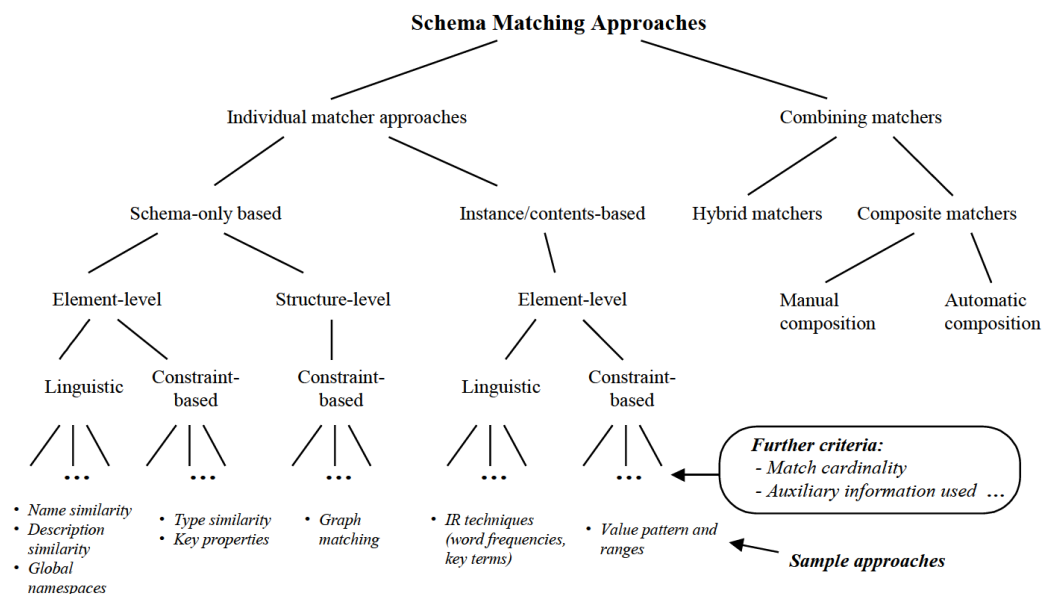 Schema Matching Approaches
Individual matcher approaches
Combining matchers
Schema-only based
Instance/contents-based
Hybrid matchers
Composite matchers
Element-level
Structure-level
Element-level
Manual
composition
Automatic
composition
Linguistic
Constraint-
based
Constraint-
based
Linguistic
Constraint-
based
...
...
...
...
...
Further criteria:
- Match cardinality
- Auxiliary information used ...
• Name similarity
• Description
similarity
• Global
namespaces
• Type similarity
• Key properties
• Graph
matching
• IR techniques
(word frequencies,
key terms)
• Value pattern and
ranges
Sample approaches